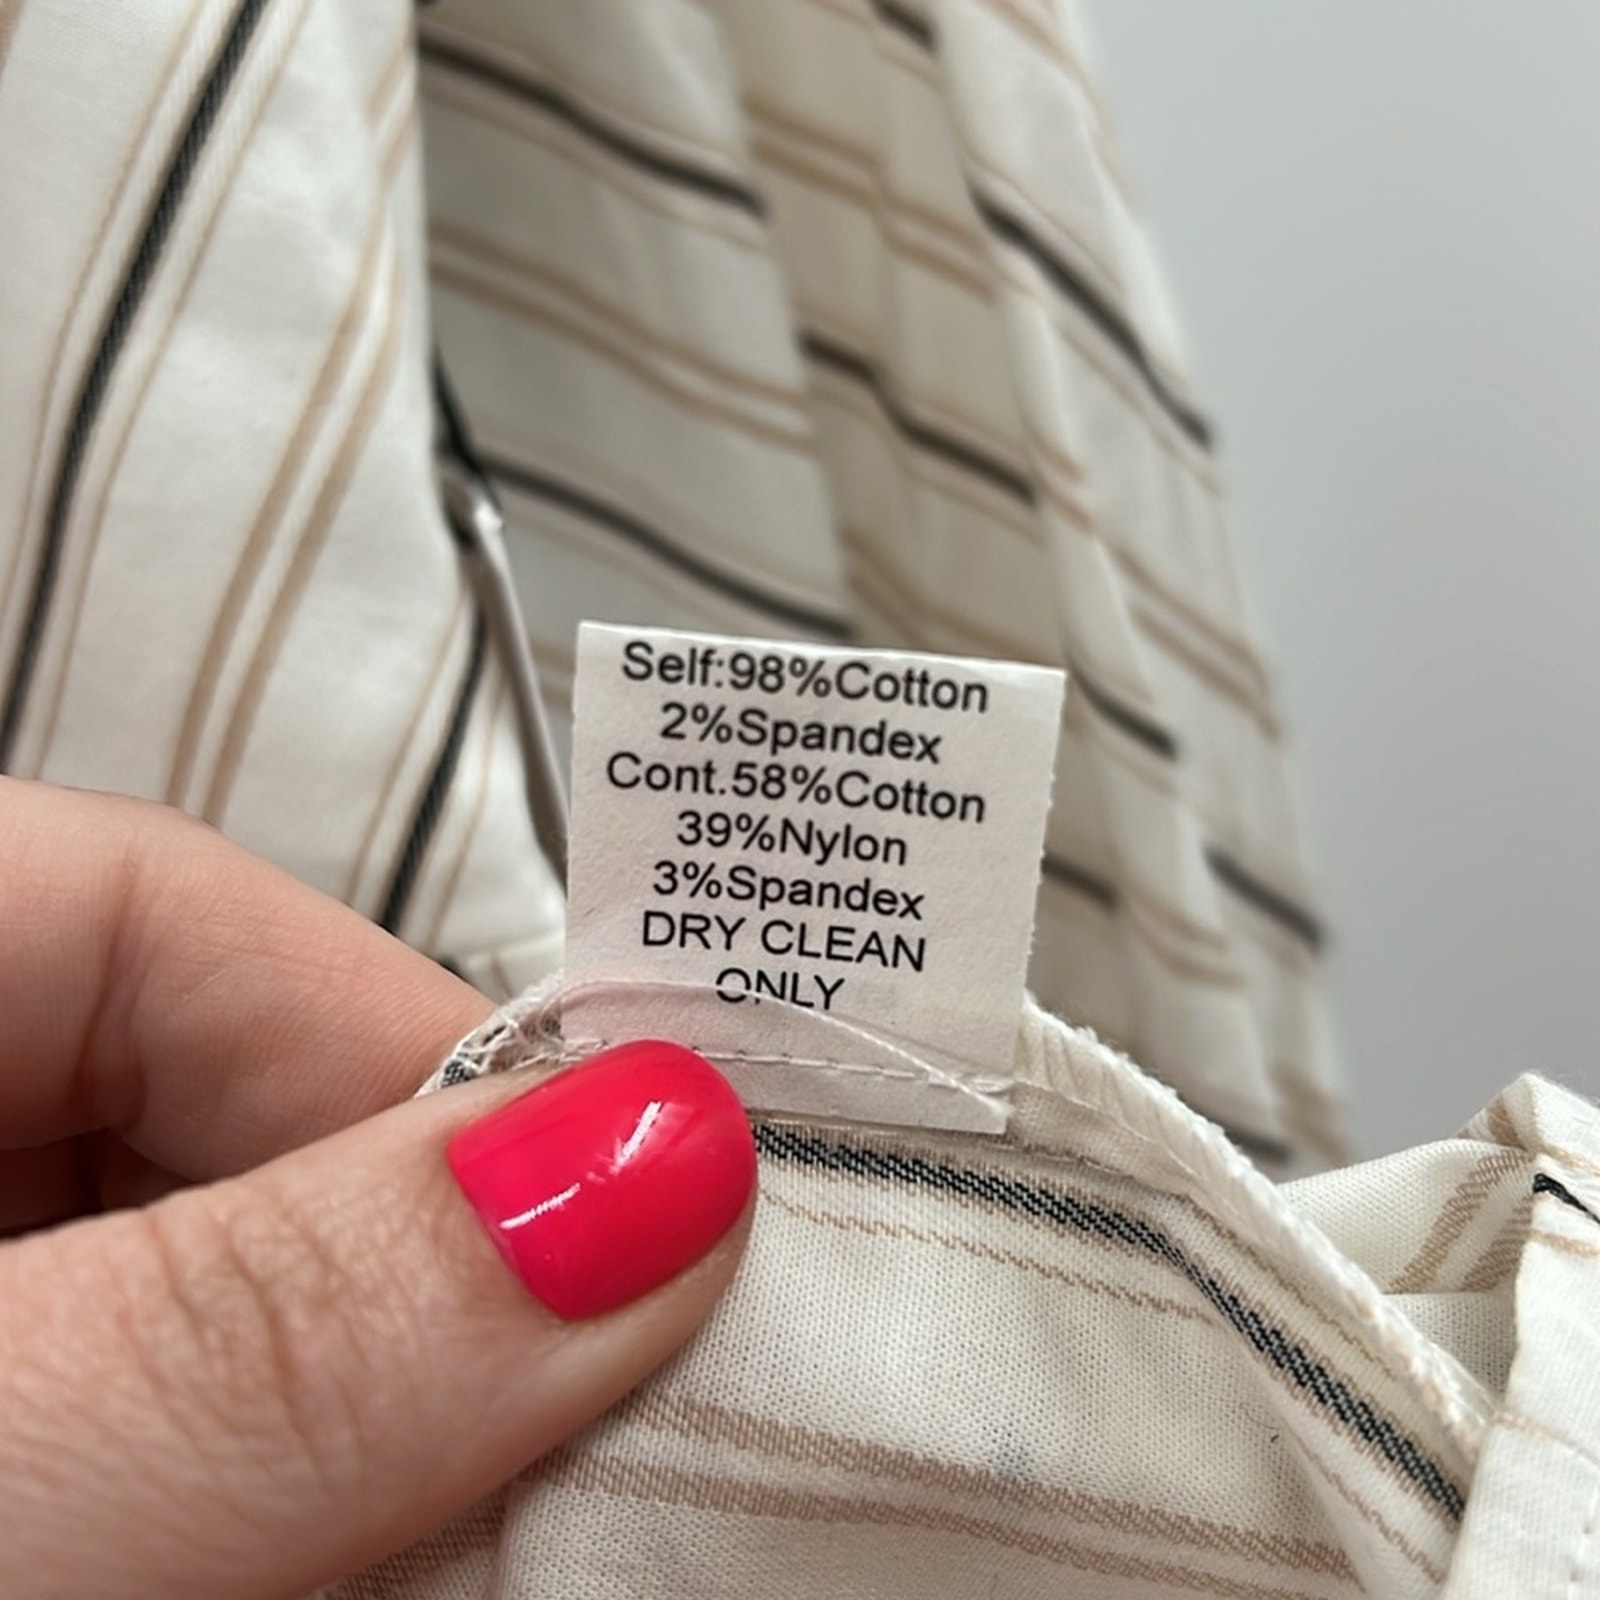 Self:98%Cotton
2%Spandex
Cont.58%Cotton
39%Nylon
3%Spandex
DRY CLEAN
ONLY